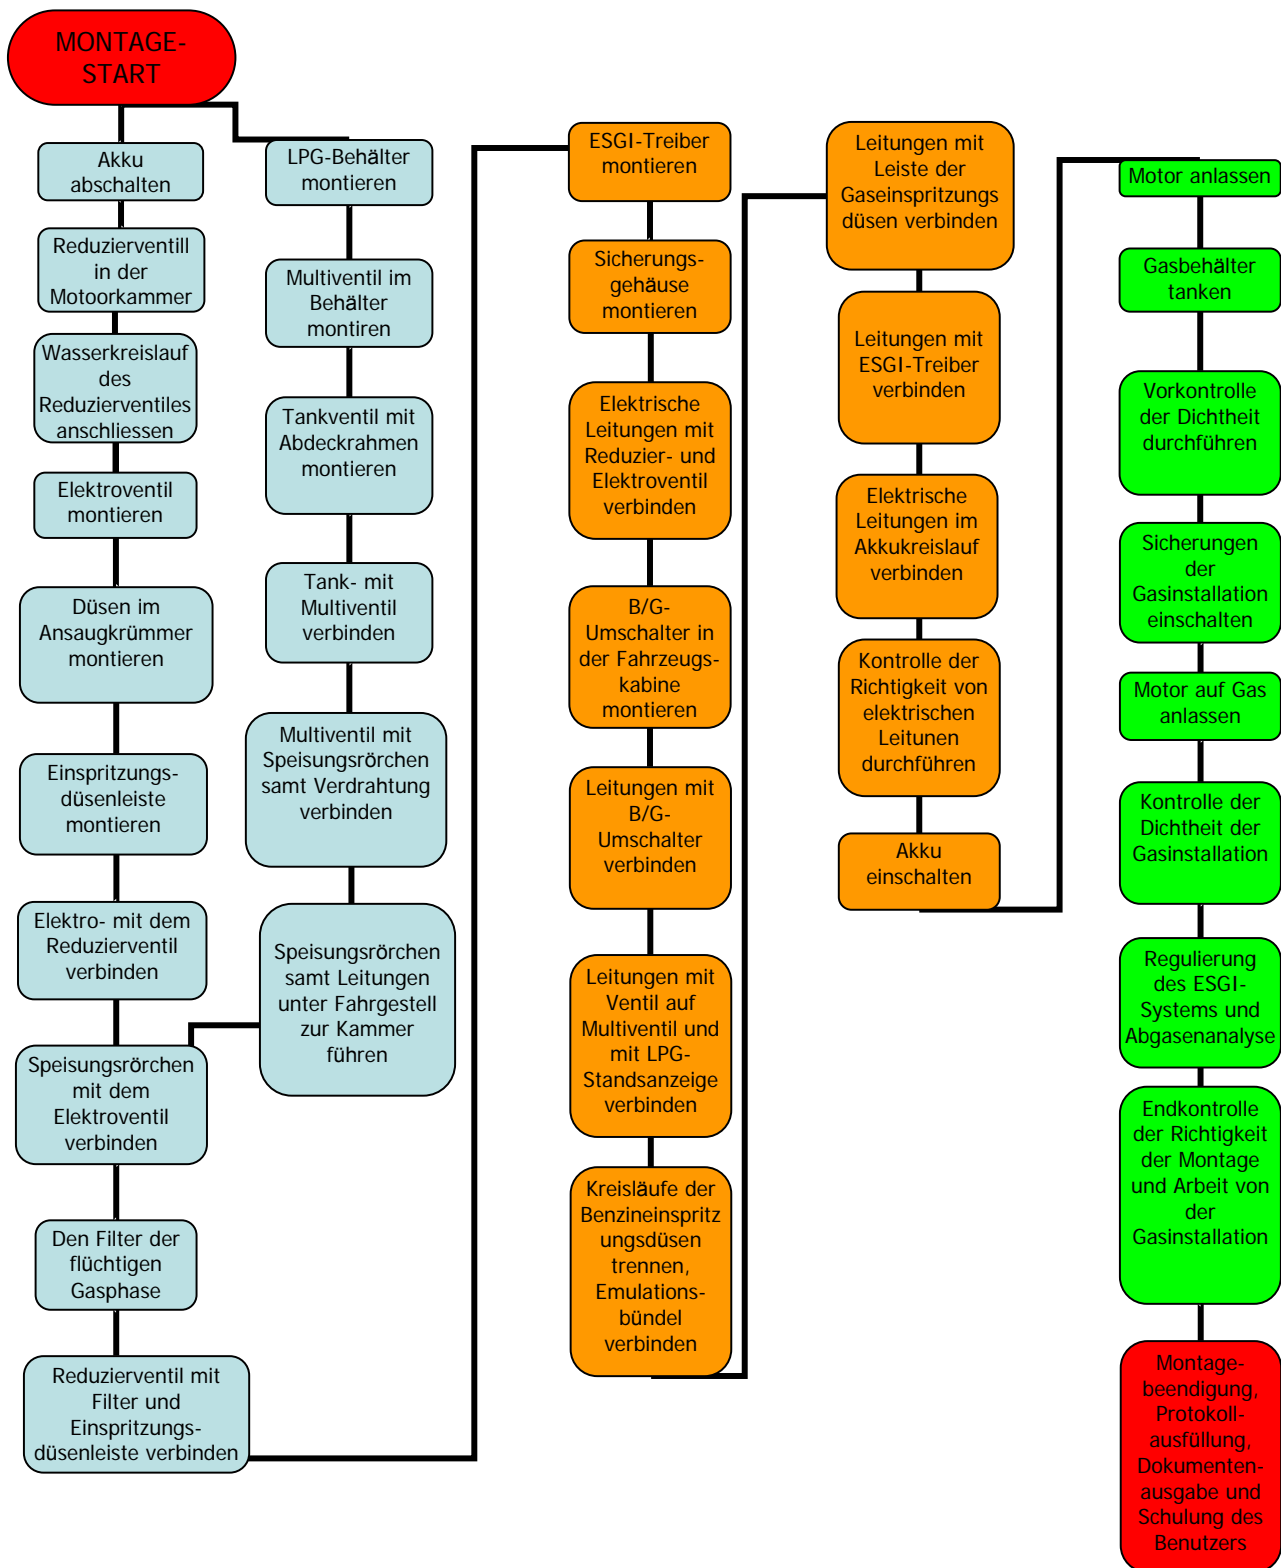 MONTAGE-
START
Akku
abschalten
Reduzierventill
in der
Motoorkammer
Wasserkreislauf
des
Reduzierventiles
anschliessen
Elektroventil
montieren
Düsen im
Ansaugkrümmer
montieren
Einspritzungs-
düsenleiste
montieren
Elektro- mit dem
Reduzierventil
verbinden
Speisungsrörchen
mit dem
Elektroventil
verbinden
Den Filter der
flüchtigen
Gasphase
Reduzierventil mit
Filter und
Einspritzungs-
düsenleiste verbinden
LPG-Behälter
montieren
Multiventil im
Behälter
montiren
Tankventil mit
Abdeckrahmen
montieren
Tank- mit
Multiventil
verbinden
Multiventil mit
Speisungsrörchen
samt Verdrahtung
verbinden
Speisungsrörchen
samt Leitungen
unter Fahrgestell
zur Kammer
führen
ESGI-Treiber
montieren
Sicherungs-
gehäuse
montieren
Elektrische
Leitungen mit
Reduzier- und
Elektroventil
verbinden
B/G-
Umschalter in
der Fahrzeugs-
kabine
montieren
Leitungen mit
B/G-
Umschalter
verbinden
Leitungen mit
Ventil auf
Multiventil und
mit LPG-
Standsanzeige
verbinden
Kreisläufe der
Benzineinspritz
ungsdüsen
trennen,
Emulations-
bündel
verbinden
Leitungen mit
Leiste der
Gaseinspritzungs
düsen verbinden
Leitungen mit
ESGI-Treiber
verbinden
Elektrische
Leitungen im
Akkukreislauf
verbinden
Kontrolle der
Richtigkeit von
elektrischen
Leitunen
durchführen
Akku
einschalten
Motor anlassen
Gasbehälter
tanken
Vorkontrolle
der Dichtheit
durchführen
Sicherungen
der
Gasinstallation
einschalten
Motor auf Gas
anlassen
Kontrolle der
Dichtheit der
Gasinstallation
Regulierung
des ESGI-
Systems und
Abgasenanalyse
Endkontrolle
der Richtigkeit
der Montage
und Arbeit von
der
Gasinstallation
Montage-
beendigung,
Protokoll-
ausfüllung,
Dokumenten-
ausgabe und
Schulung des
Benutzers